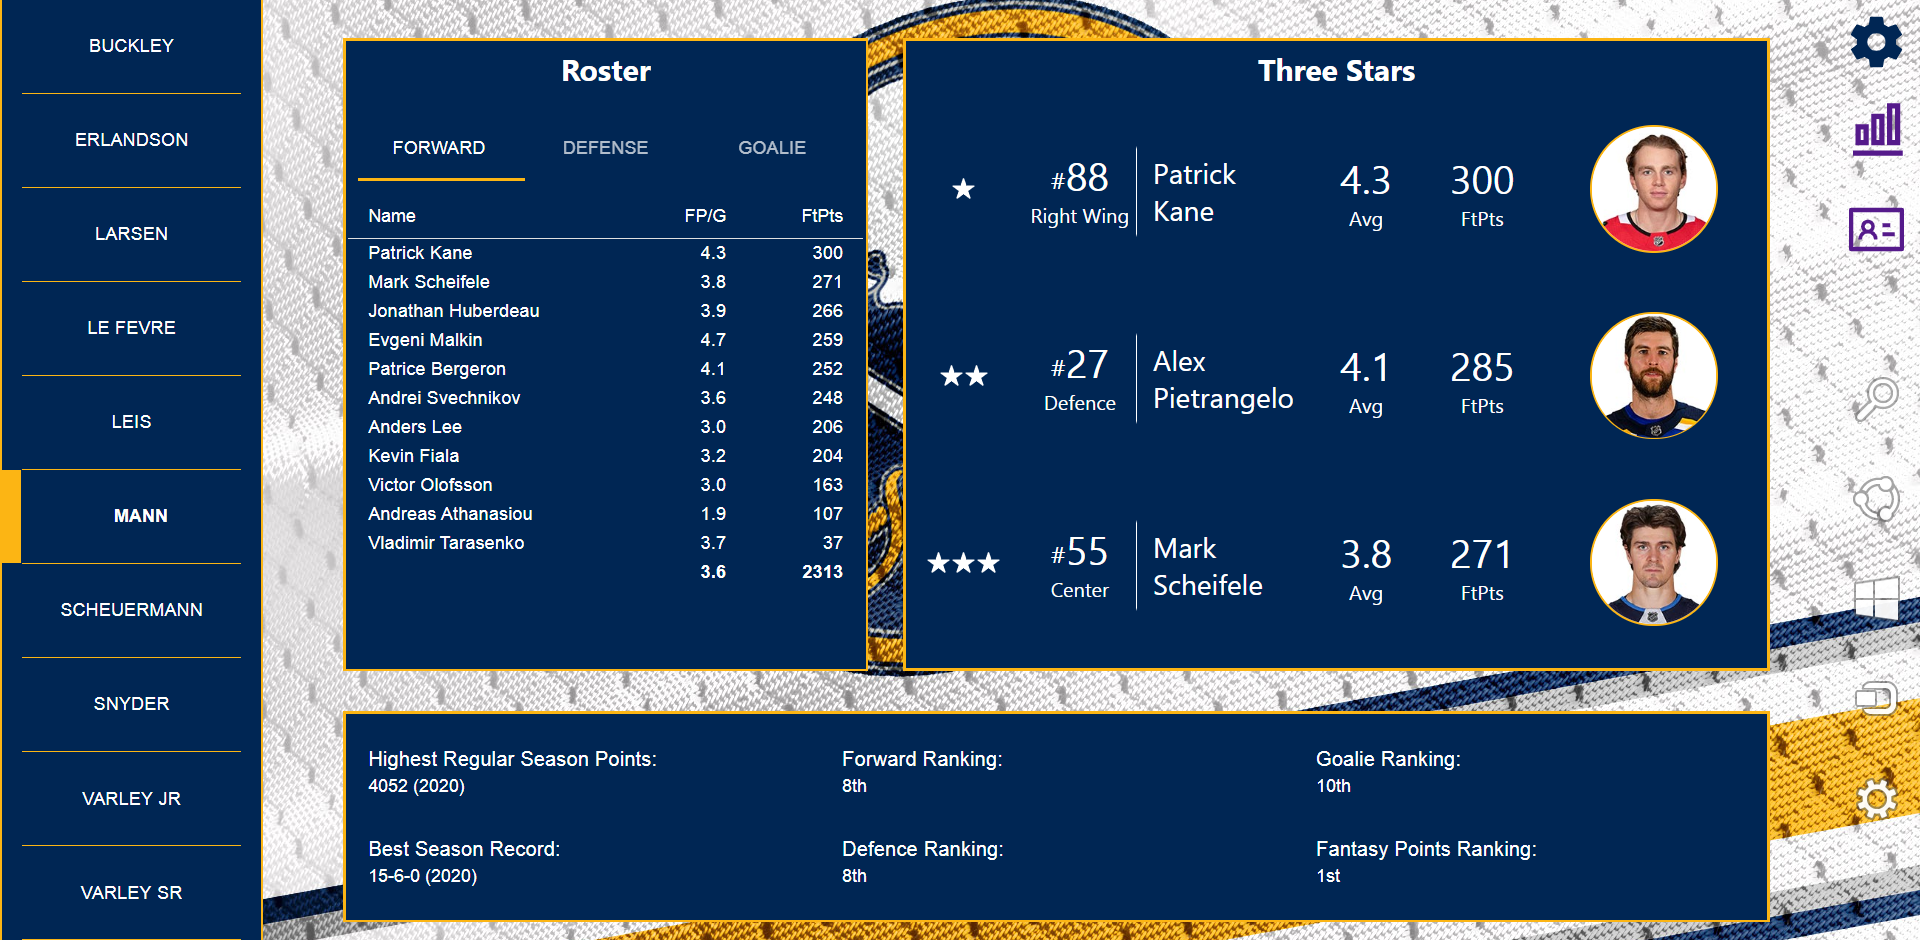 BUCKLEY
ERLANDSON
LARSEN
LE FEVRE
LEIS
MANN
SCHEUERMANN
SNYDER
VARLEY JR
VARLEY SR
Roster
FORWARD DEFENSE GOALIE
Name FP/G FtPts
Patrick Kane 4.3 300
Mark Scheifele 3.8 271
Jonathan Huberdeau 3.9 266
Evgeni Malkin 4.7 259
Patrice Bergeron 4.1 252
Andrei Svechnikov 3.6 248
Anders Lee 3.0 206
Kevin Fiala 3.2 204
Victor Olofsson 3.0 163
Andreas Athanasiou 1.9 107
Vladimir Tarasenko 3.7 37
3.6 2313
Three Stars
#88 Patrick 4.3 300
Right Wing Kane Avg FtPts
#27 Alex 4.1 285
Defence Pietrangelo Avg FtPts
#55 Mark 3.8 271
Center Scheifele Avg FtPts
Highest Regular Season Points: Forward Ranking: Goalie Ranking:
4052 (2020) 8th 10th
Best Season Record: Defence Ranking: Fantasy Points Ranking:
15-6-0 (2020) 8th 1st